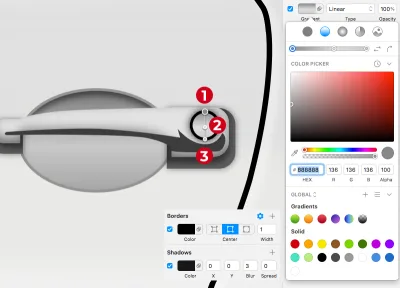 Linear
100%
Gradient Type Opacity
COLOR PICKER
# 888888 136 136 136 100
HEX R G B Alpha
GLOBAL
Gradients
Solid
1
2
3
Borders
1
Color Center Width
Shadows
0 0 3 0
Color X Y Blur Spread